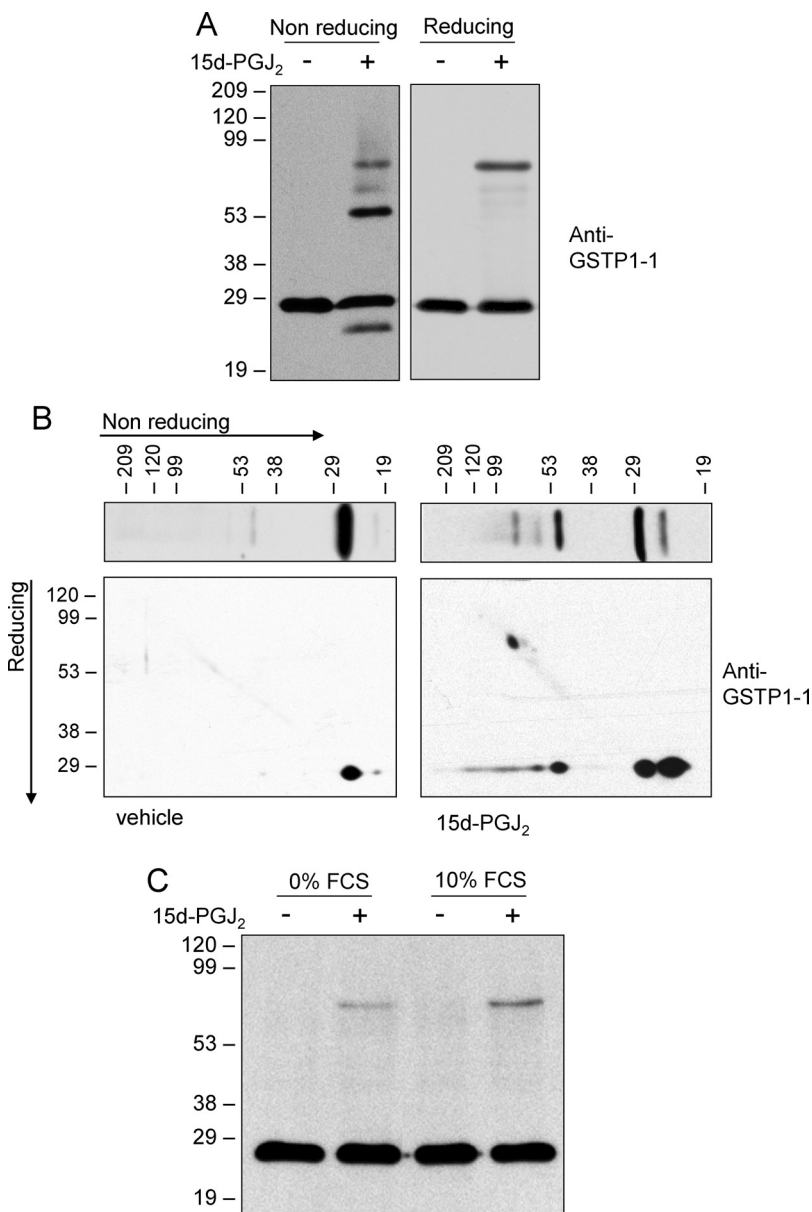 A
Non reducing Reducing
15d-PGJ₂ - + - +
209 –
120 –
99 –
53 –
38 –
29 –
19 –
Anti-
GSTP1-1
B
Non reducing
209 120 99 53 38 29 19
209 120 99 53 38 29 19
Reducing
120 –
99 –
53 –
38 –
29 –
Anti-
GSTP1-1
vehicle 15d-PGJ₂
C
0% FCS 10% FCS
15d-PGJ₂ - + - +
120 –
99 –
53 –
38 –
29 –
19 –